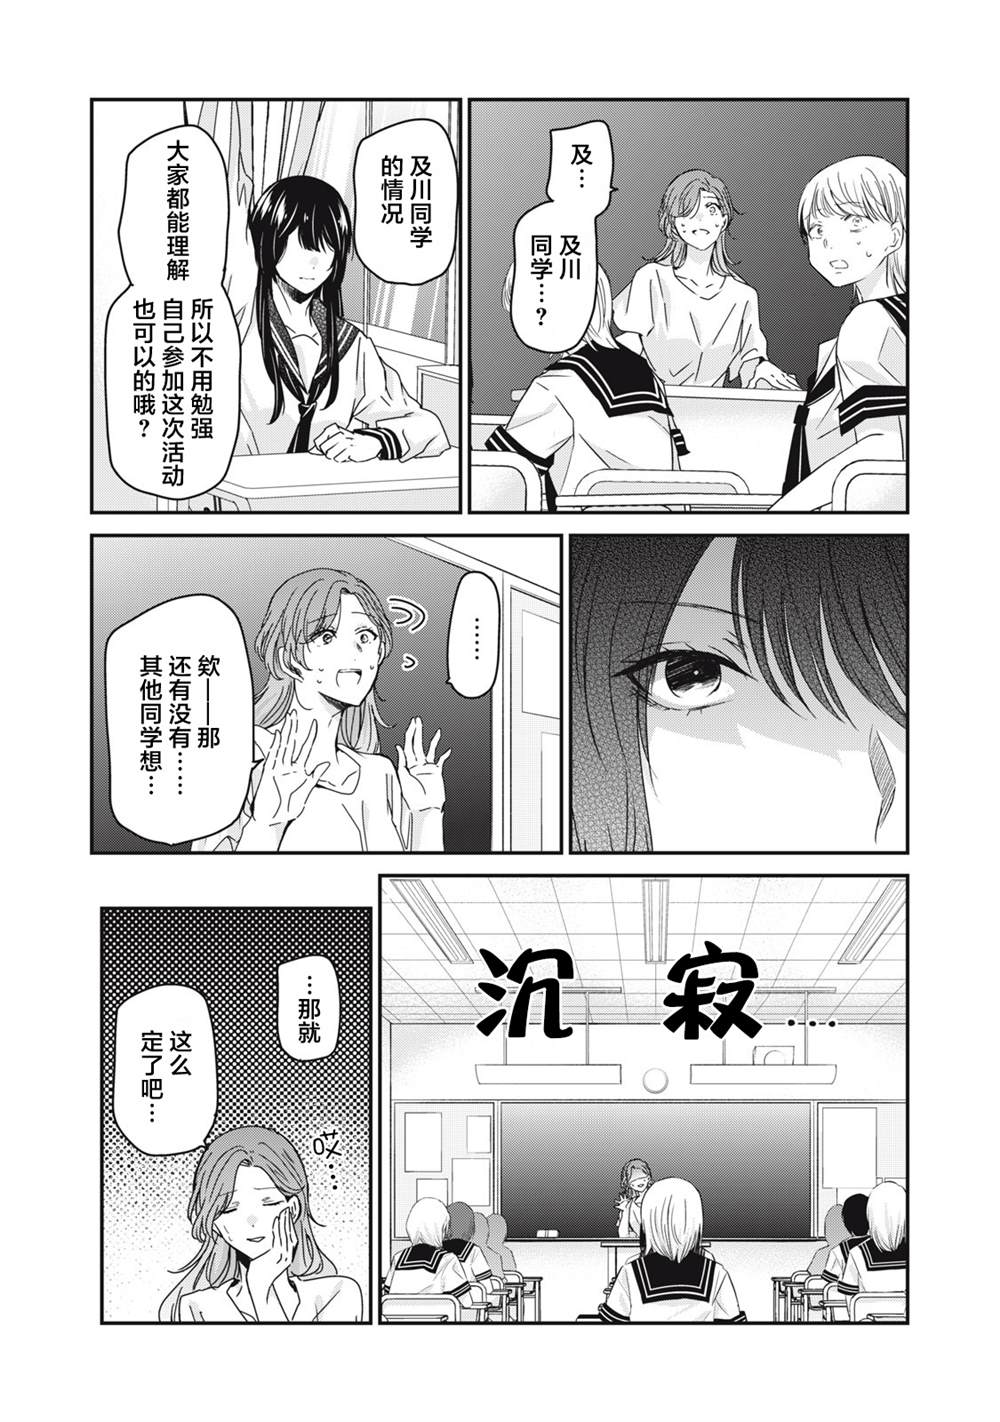 及…
及川
同学…?
及川同学
的情况
大家都能理解
所以不用勉强
自己参加这次活动
也可以的哦?
……
欸——那
还有没有……
其他同学想…
沉寂…
…那就
这么
定了吧…
哎…